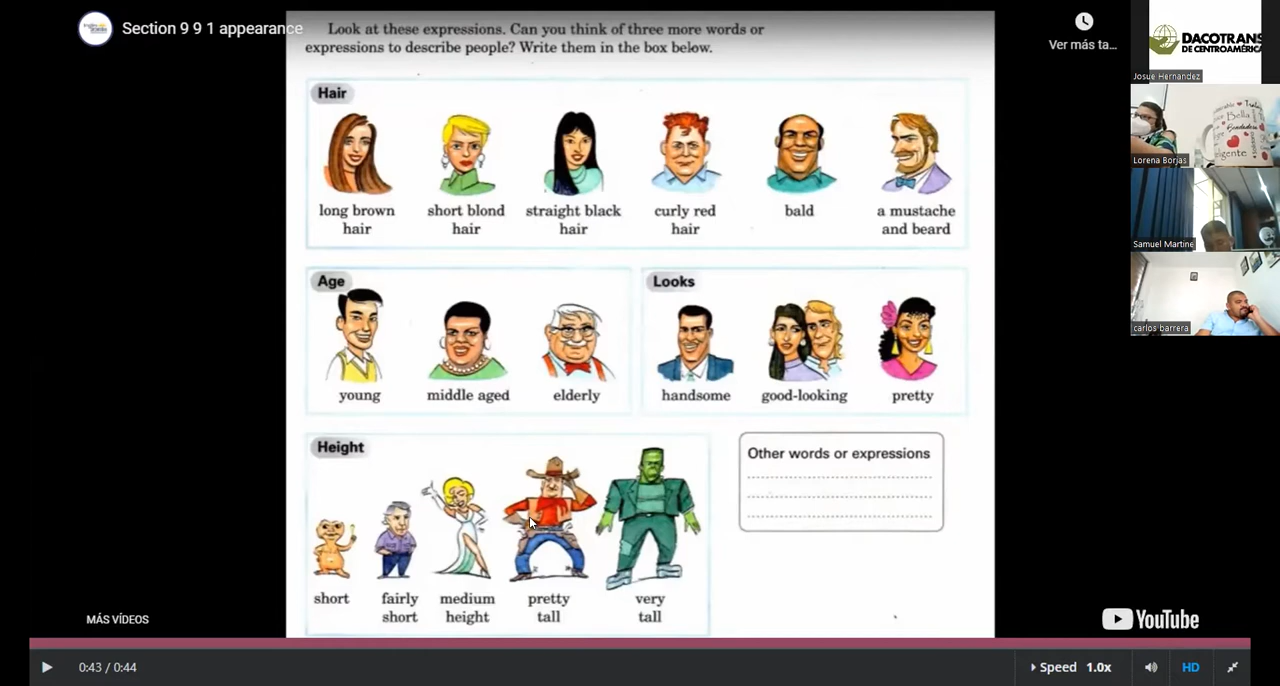 Section 9 9 1 appearance
Look at these expressions. Can you think of three more words or
expressions to describe people? Write them in the box below.
Ver más ta...
DACOTRANS
DE CENTROAMÉRICA
Josue Hernandez
Lorena Borjas
Samuel Martine
carlos barrera
Hair
long brown
hair
short blond
hair
straight black
hair
curly red
hair
bald
a mustache
and beard
Age
young
middle aged
elderly
Looks
handsome
good-looking
pretty
Height
short
fairly
short
medium
height
pretty
tall
very
tall
Other words or expressions
MÁS VÍDEOS
YouTube
0:43 / 0:44
Speed 1.0x
HD